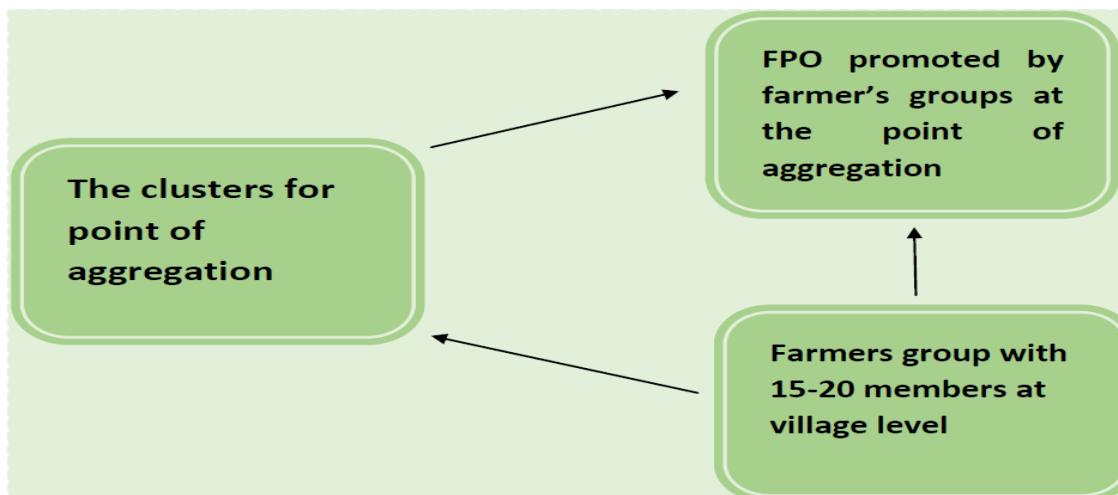 The clusters for
point of
aggregation
FPO promoted by
farmer’s groups at
the point of
aggregation
Farmers group with
15-20 members at
village level